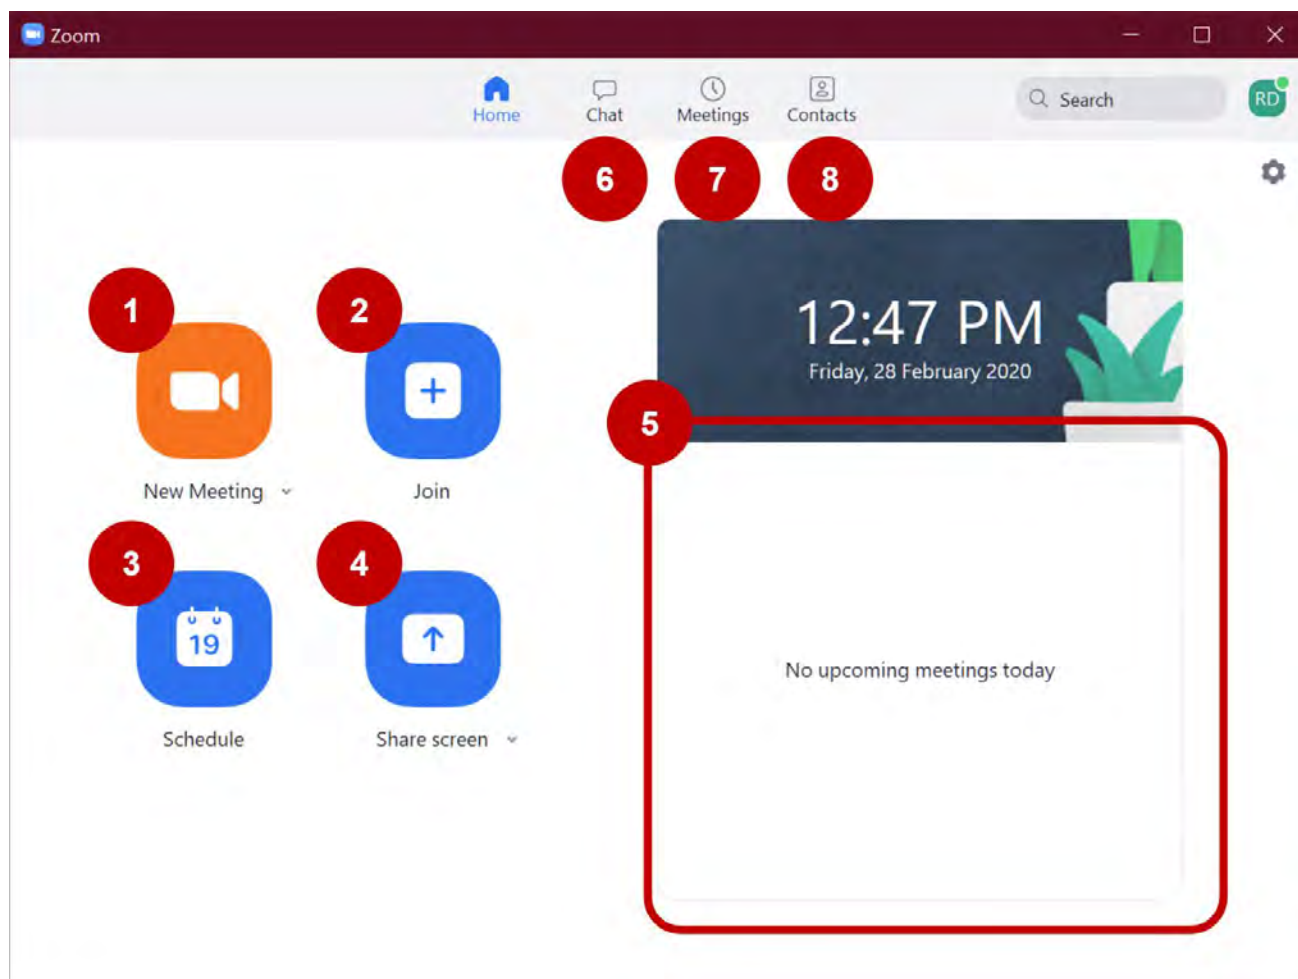 Zoom
Home
Chat
Meetings
Contacts
Search
RD
6
7
8
1
2
12:47 PM
Friday, 28 February 2020
5
New Meeting
Join
3
4
19
No upcoming meetings today
Schedule
Share screen